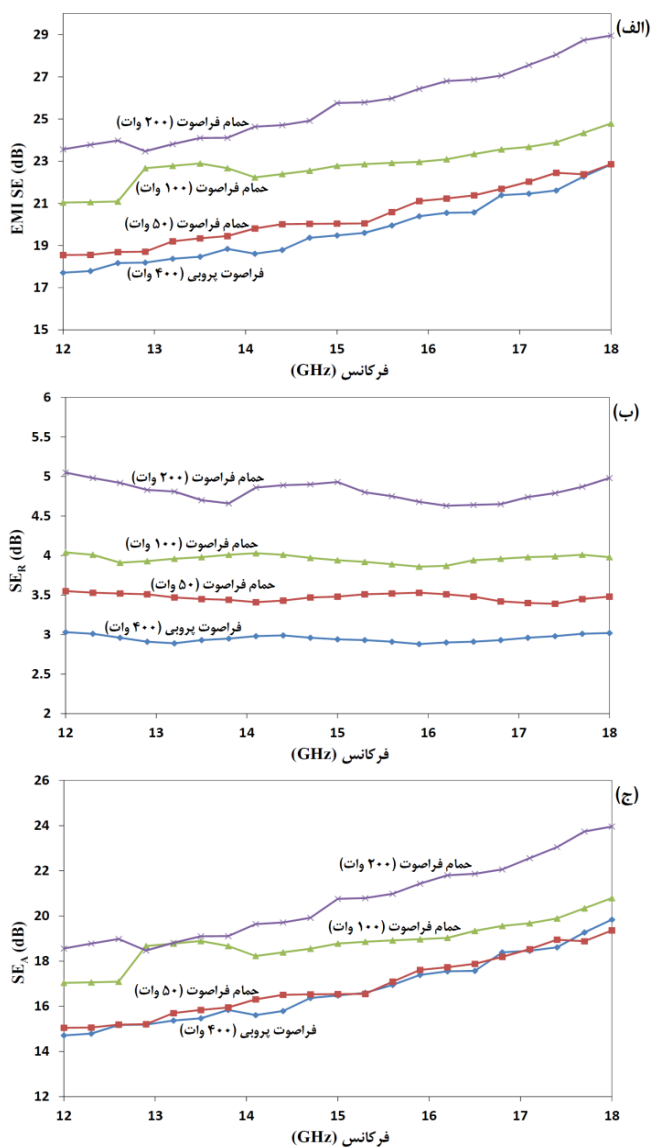 (الف)
EMI SE (dB)
29
27
25
23
21
19
17
15
حمام فراصوت (۲۰۰ وات)
حمام فراصوت (۱۰۰ وات)
حمام فراصوت (۵۰ وات)
فراصوت پروبی (۴۰۰ وات)
12 13 14 15 16 17 18
فرکانس (GHz)
(ب)
SER (dB)
6
5.5
5
4.5
4
3.5
3
2.5
2
حمام فراصوت (۲۰۰ وات)
حمام فراصوت (۱۰۰ وات)
حمام فراصوت (۵۰ وات)
فراصوت پروبی (۴۰۰ وات)
12 13 14 15 16 17 18
فرکانس (GHz)
(ج)
SEA (dB)
26
24
22
20
18
16
14
12
حمام فراصوت (۲۰۰ وات)
حمام فراصوت (۱۰۰ وات)
حمام فراصوت (۵۰ وات)
فراصوت پروبی (۴۰۰ وات)
12 13 14 15 16 17 18
فرکانس (GHz)